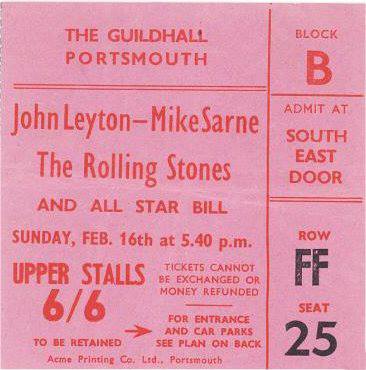 THE GUILDHALL
PORTSMOUTH
John Leyton—Mike Sarne
The Rolling Stones
AND ALL STAR BILL
SUNDAY, FEB. 16th at 5.40 p.m.
UPPER STALLS
6/6
TICKETS CANNOT
BE EXCHANGED OR
MONEY REFUNDED
TO BE RETAINED
FOR ENTRANCE
AND CAR PARKS
SEE PLAN ON BACK
Acme Printing Co. Ltd., Portsmouth
BLOCK
B
ADMIT AT
SOUTH
EAST
DOOR
ROW
FF
SEAT
25